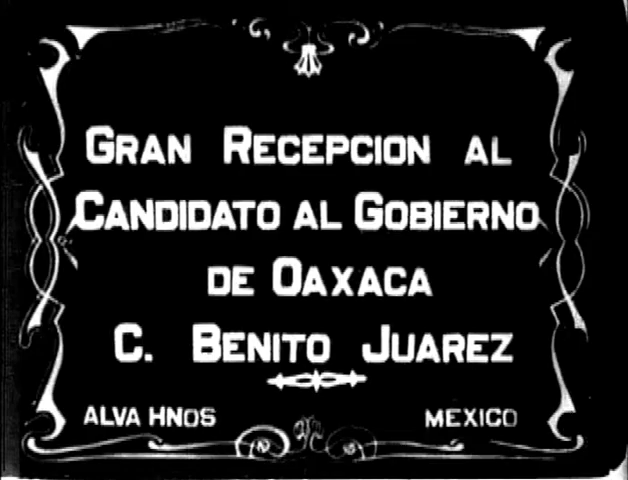 GRAN RECEPCION AL
CANDIDATO AL GOBIERNO
DE OAXACA
C. BENITO JUAREZ
ALVA HNOS MEXICO